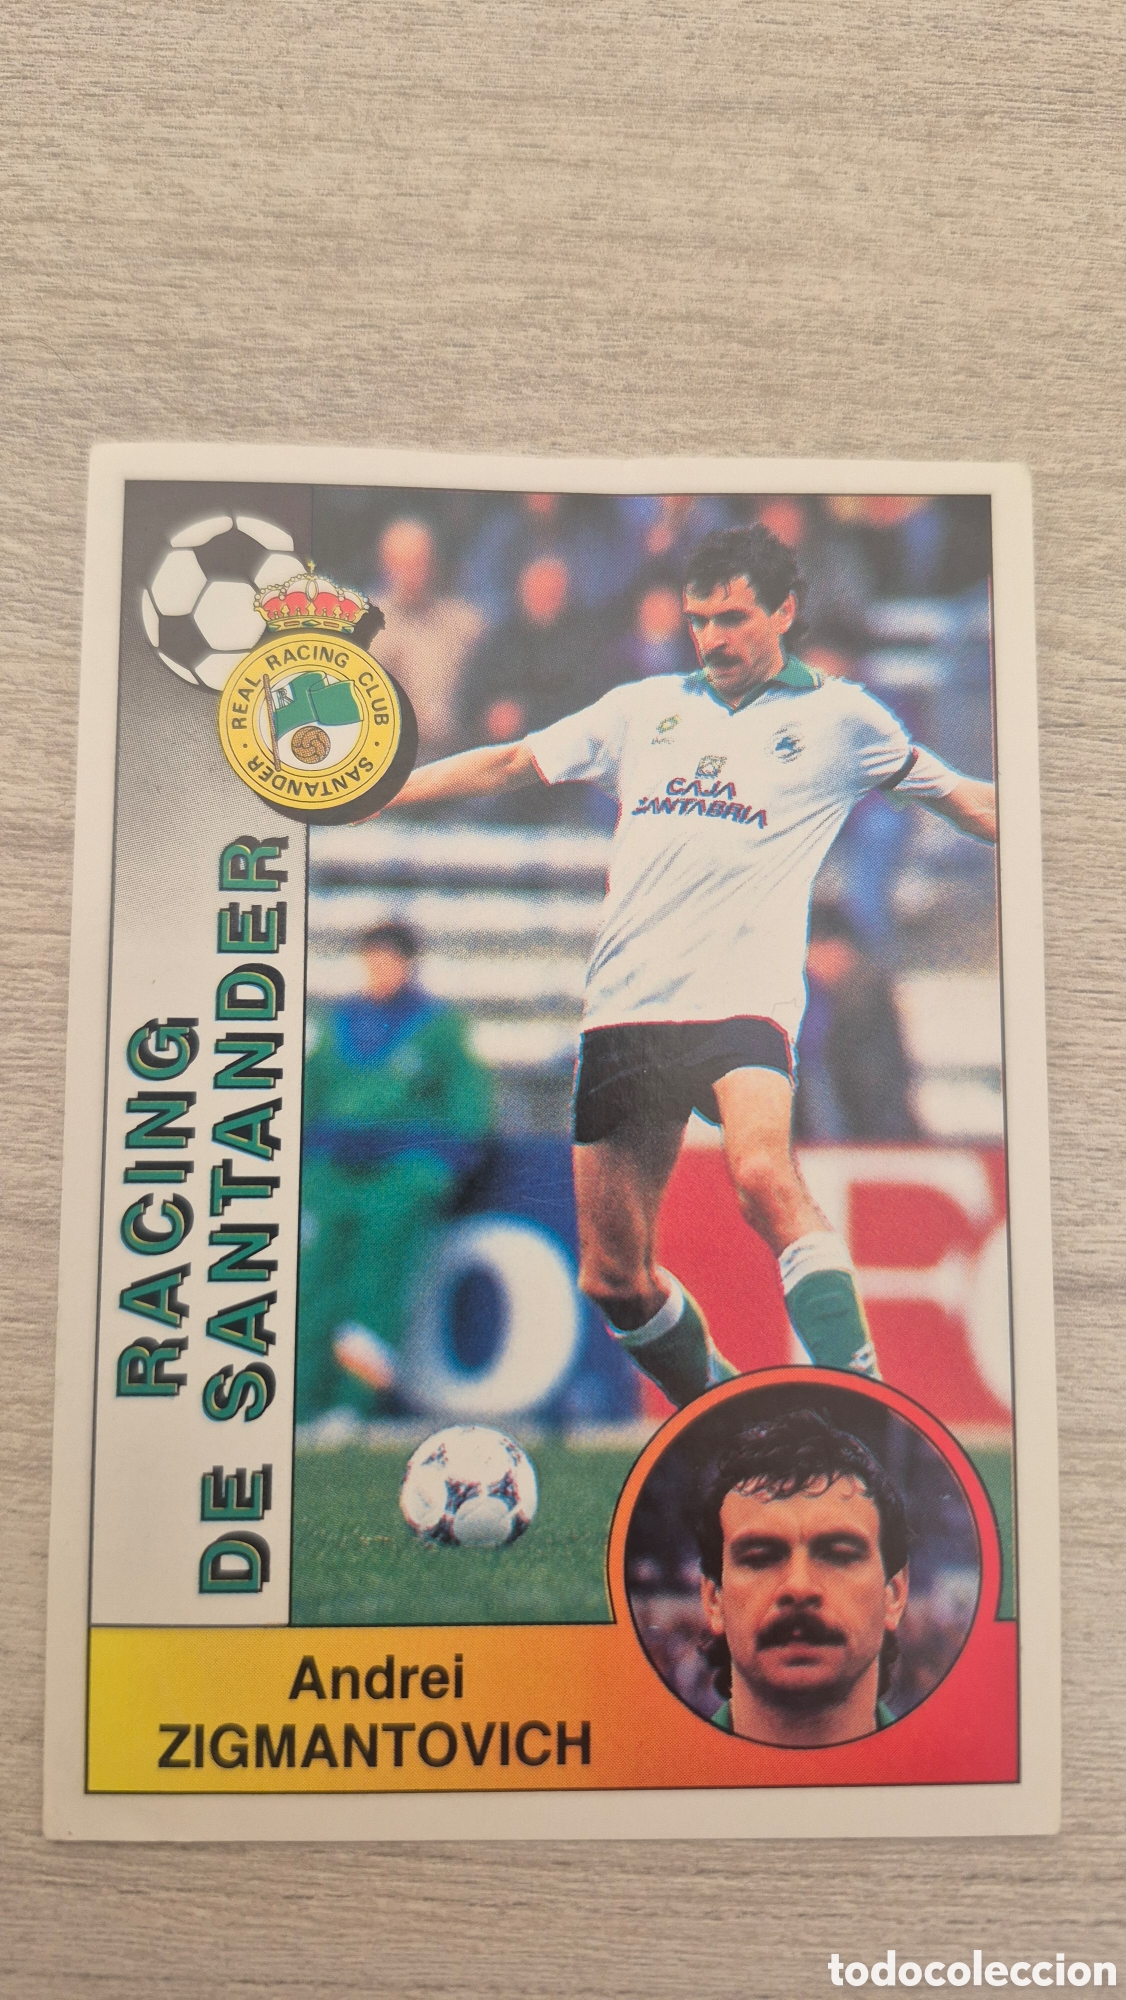 REAL RACING CLUB · SANTANDER ·
RACING
DE SANTANDER
CAJA
CANTABRIA
Andrei
ZIGMANTOVICH
todocoleccion